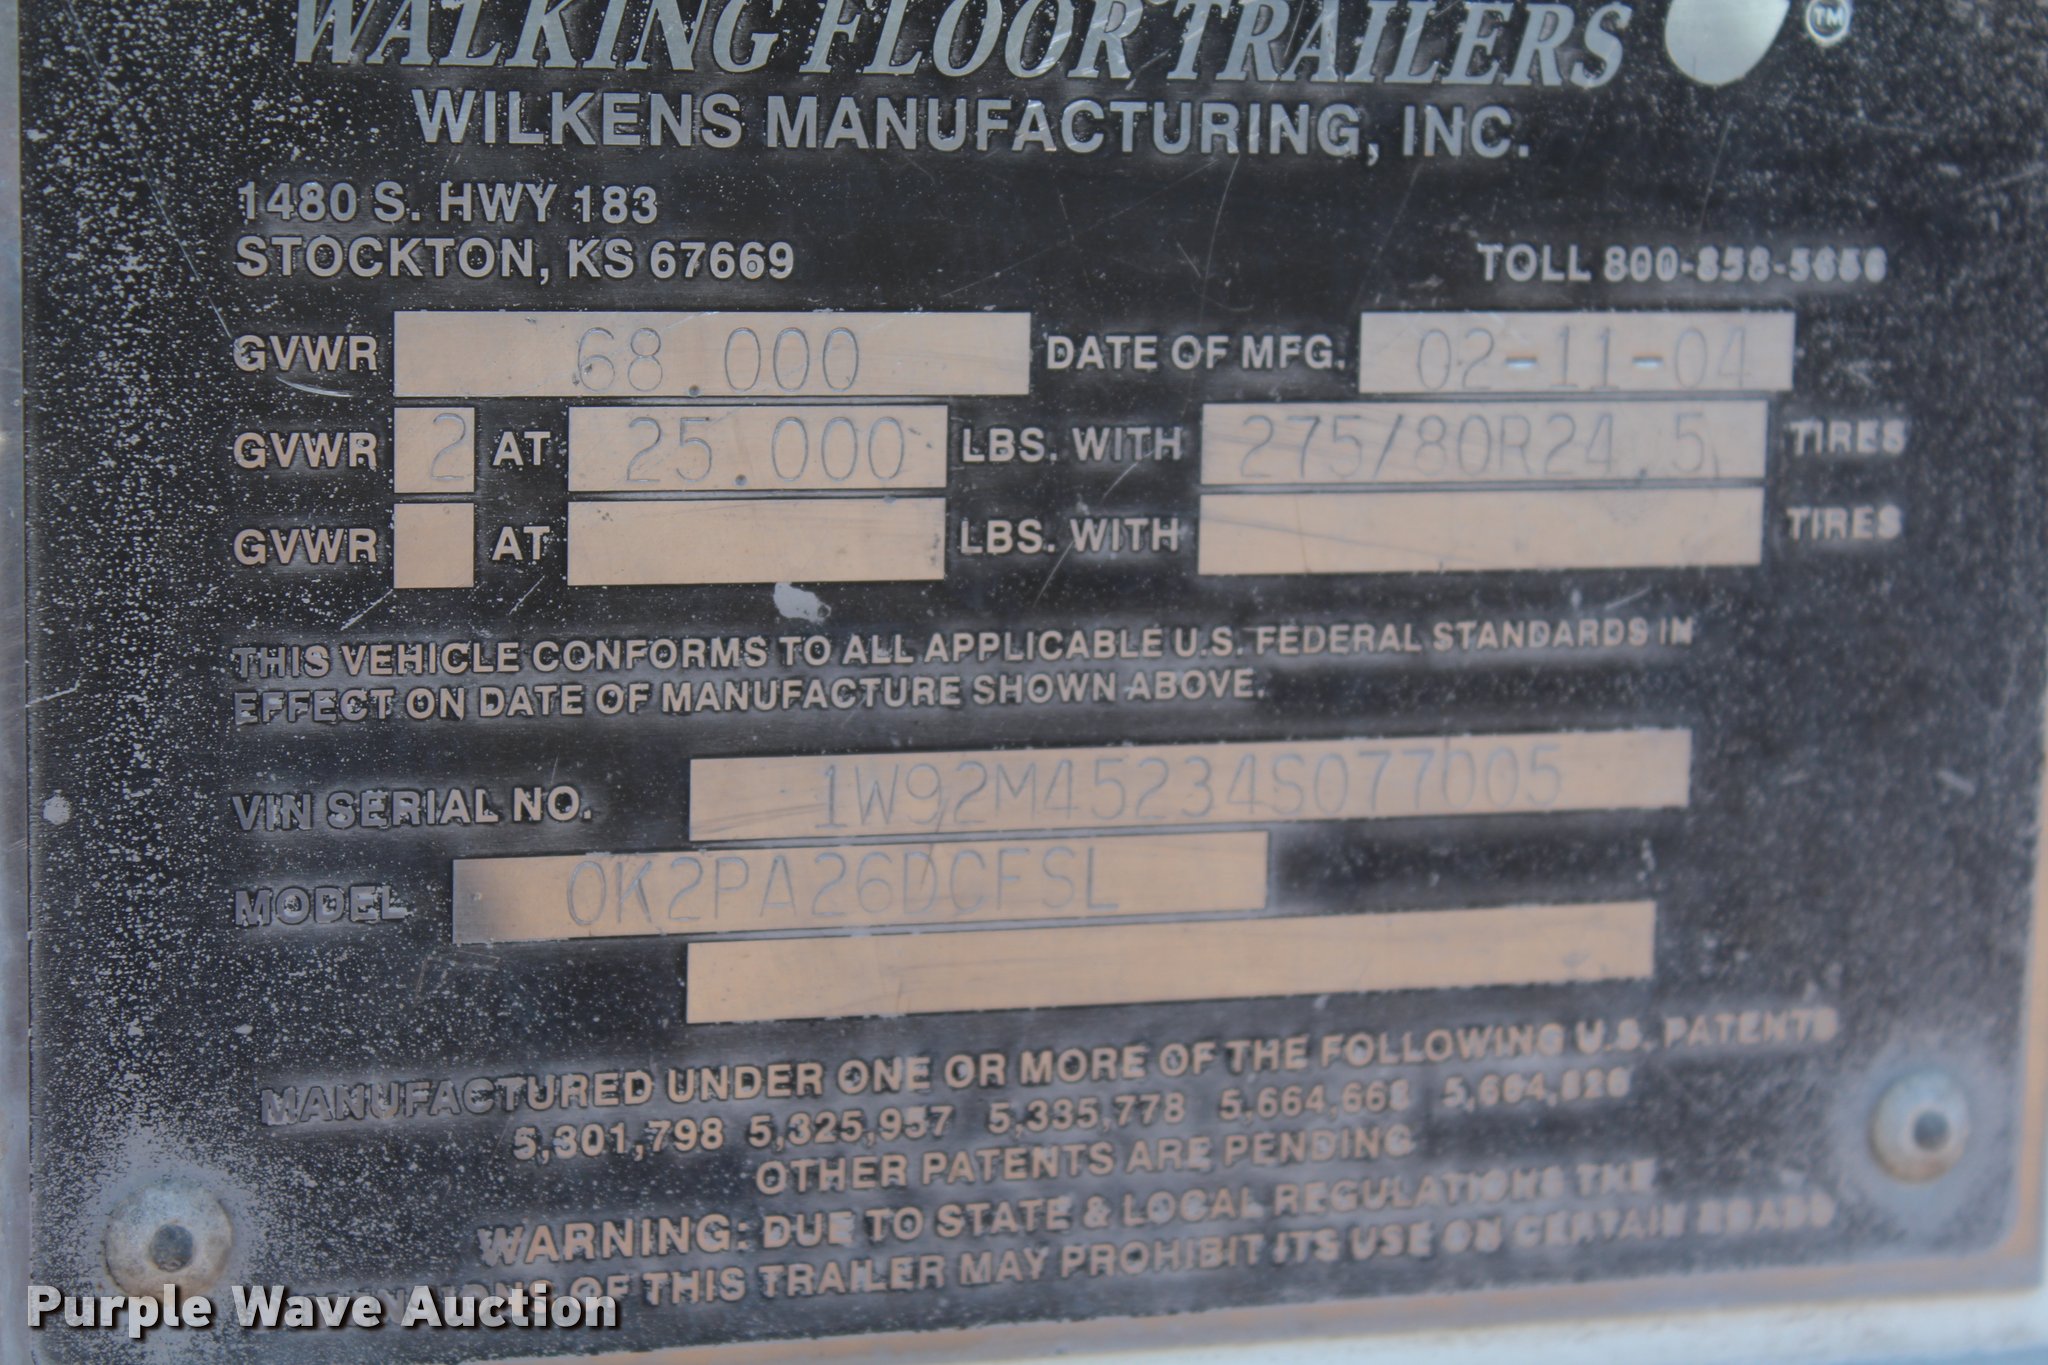 WALKING FLOOR TRAILERS TM
WILKENS MANUFACTURING, INC.
1480 S. HWY 183
STOCKTON, KS 67669
TOLL 800-858-5656
GVWR 68.000 DATE OF MFG. 02-11-04
GVWR 2 AT 25.000 LBS. WITH 275/80R24.5 TIRES
GVWR AT LBS. WITH TIRES
THIS VEHICLE CONFORMS TO ALL APPLICABLE U.S. FEDERAL STANDARDS IN
EFFECT ON DATE OF MANUFACTURE SHOWN ABOVE.
VIN SERIAL NO. 1W92M45234S077005
MODEL 0K2PA26DCFSL
MANUFACTURED UNDER ONE OR MORE OF THE FOLLOWING U.S. PATENTS
5,301,798 5,325,957 5,335,778 5,664,668
OTHER PATENTS ARE PENDING
WARNING: DUE TO STATE & LOCAL REGULATIONS THE
OF THIS TRAILER MAY PROHIBIT ITS USE ON CERTAIN ROADS
Purple Wave Auction